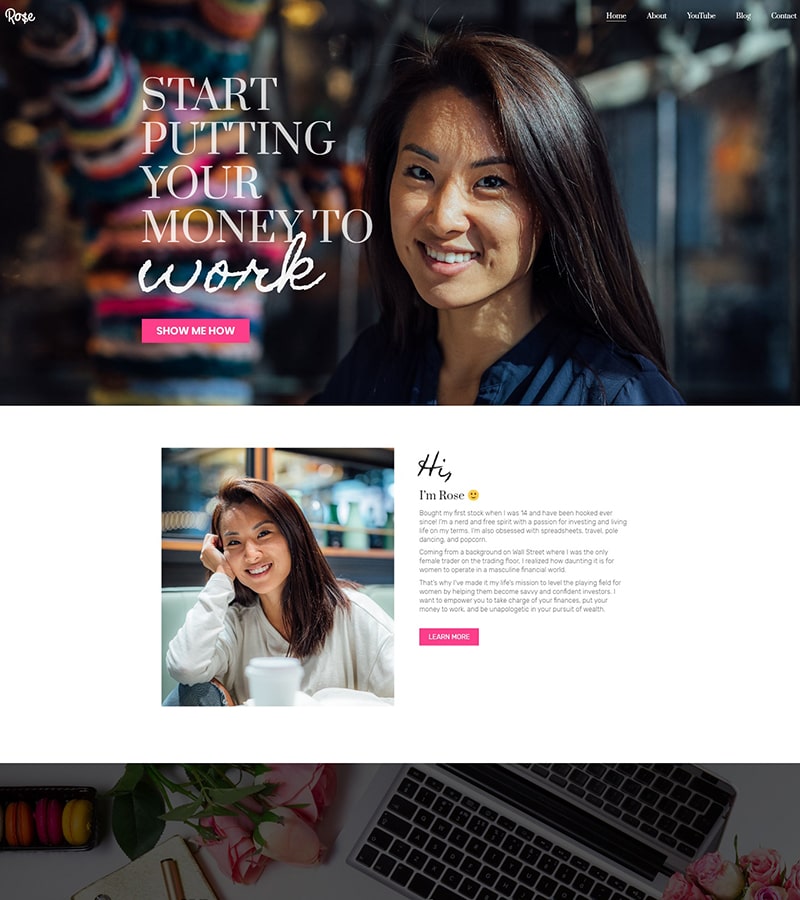 Ro$e
Home About YouTube Blog Contact
START
PUTTING
YOUR
MONEY TO
work
SHOW ME HOW
Hi,
I'm Rose 🙂
Bought my first stock when I was 14 and have been hooked ever
since! I'm a nerd and free spirit with a passion for investing and living
life on my terms. I'm also obsessed with spreadsheets, travel, pole
dancing, and popcorn.
Coming from a background on Wall Street where I was the only
female trader on the trading floor, I realized how daunting it is for
women to operate in a masculine financial world.
That's why I've made it my life's mission to level the playing field for
women by helping them become savvy and confident investors. I
want to empower you to take charge of your finances, put your
money to work, and be unapologetic in your pursuit of wealth.
LEARN MORE